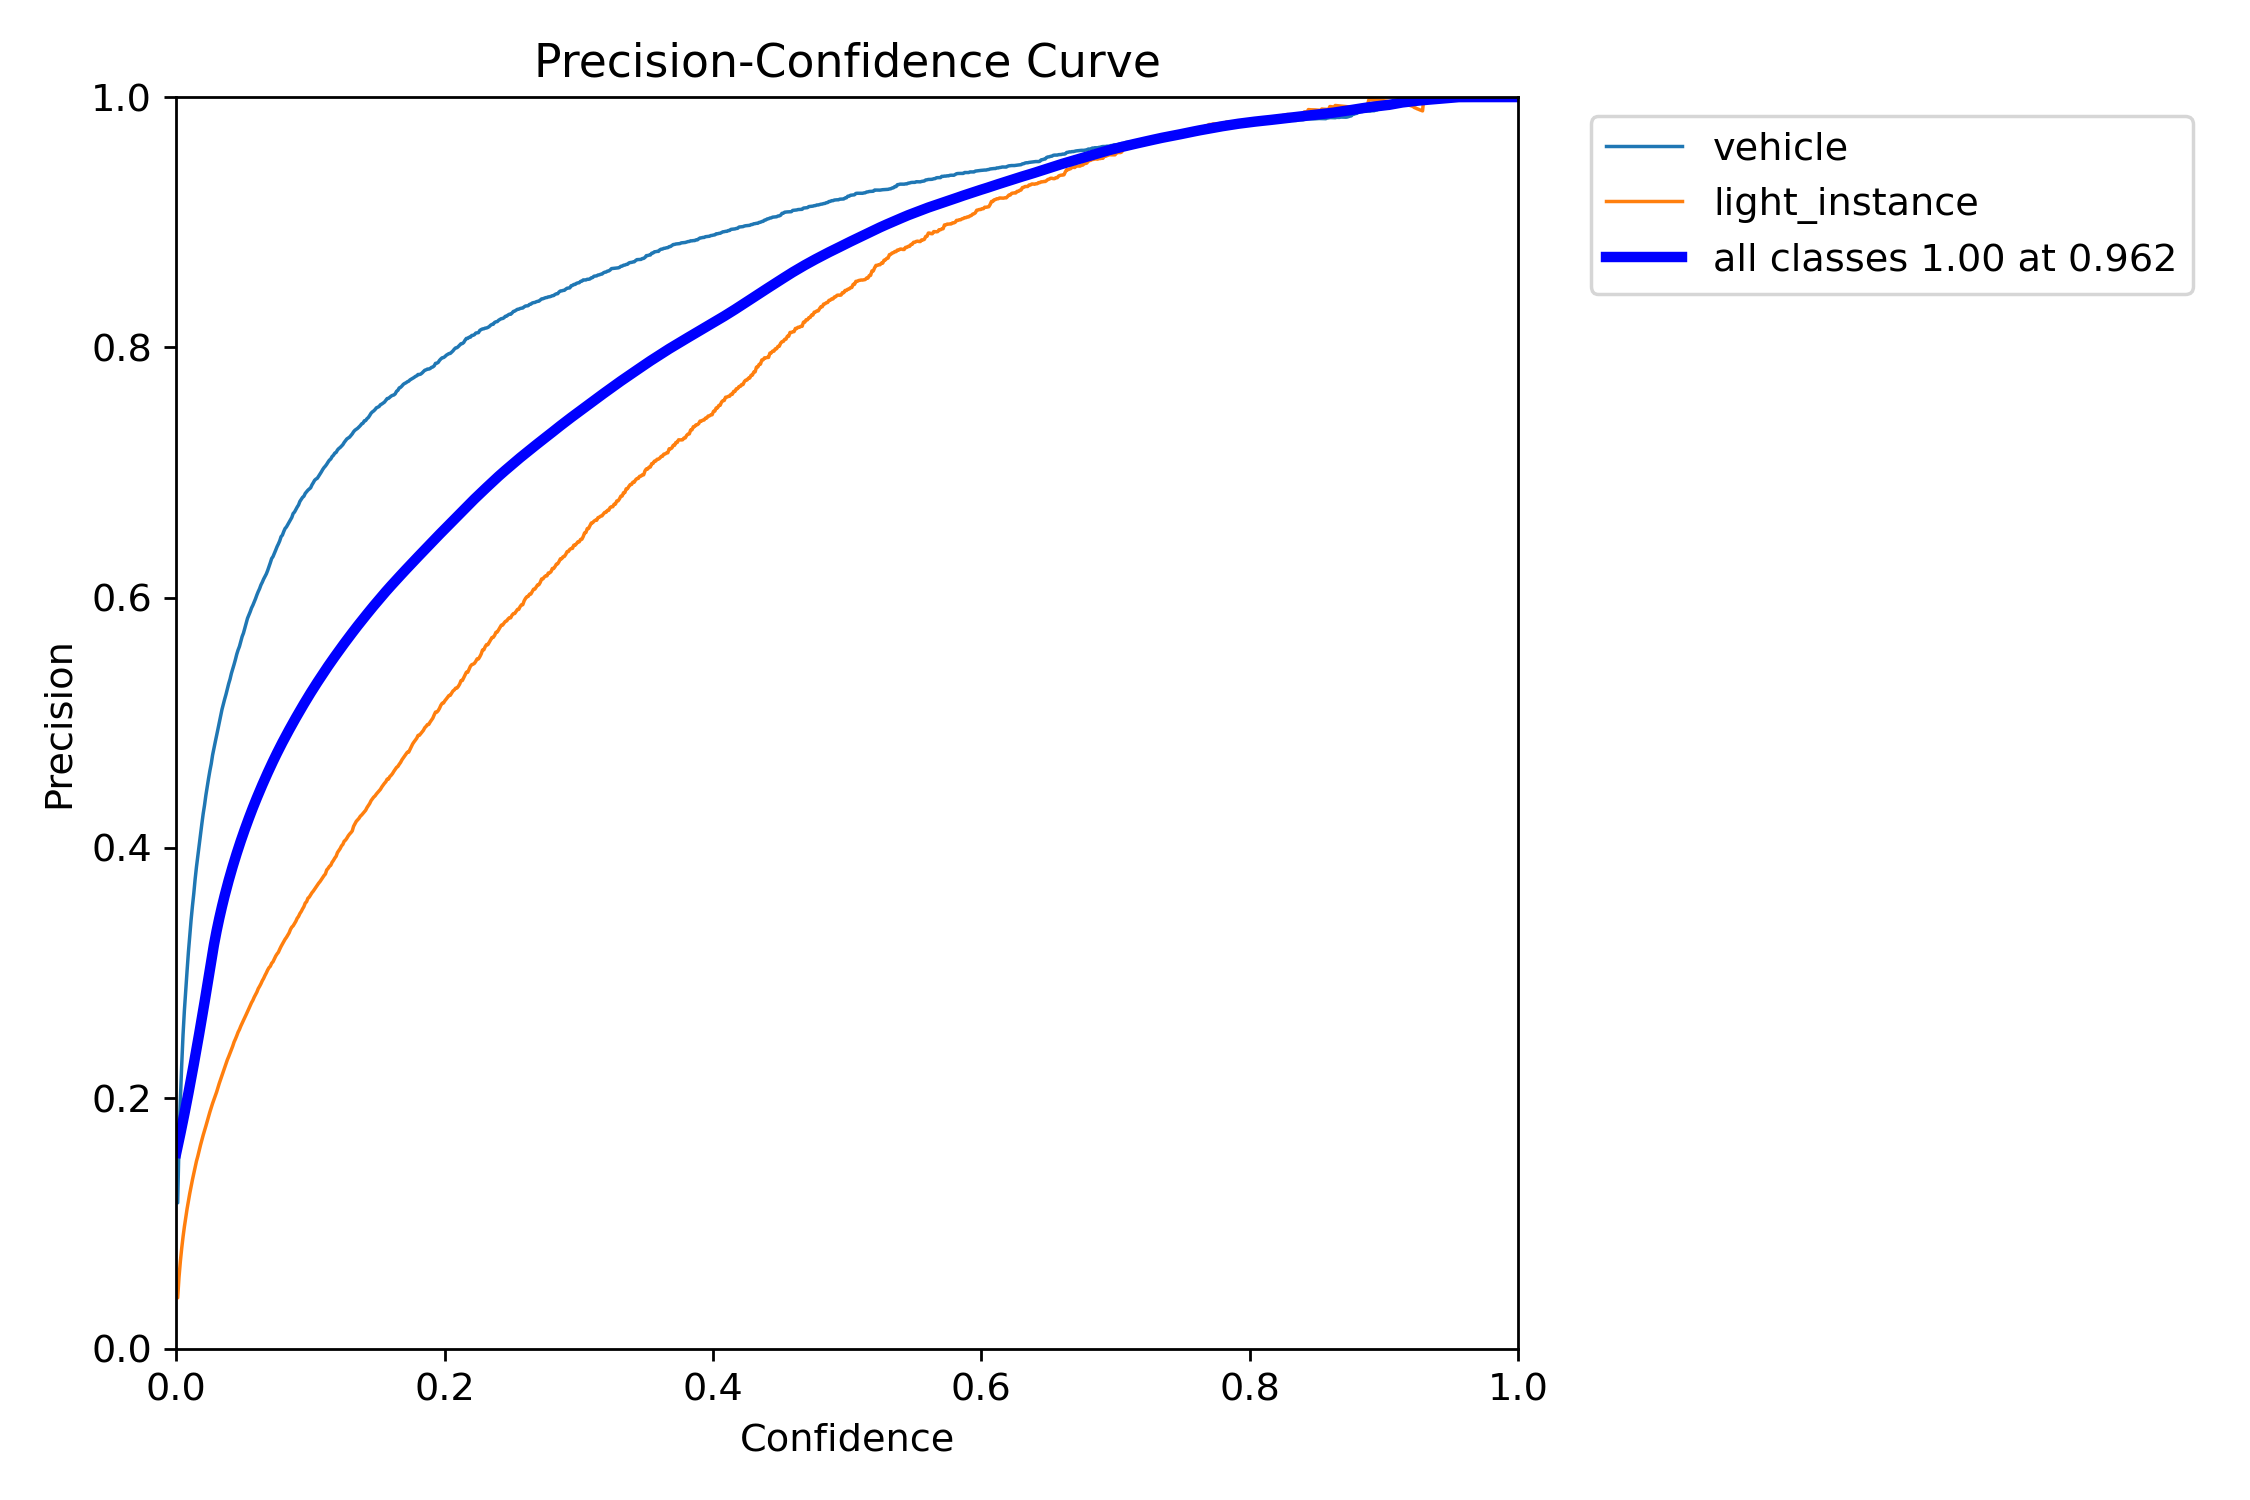 Precision-Confidence Curve
1.0
0.8
0.6
0.4
0.2
0.0
Precision
0.0 0.2 0.4 0.6 0.8 1.0
Confidence
vehicle
light_instance
all classes 1.00 at 0.962